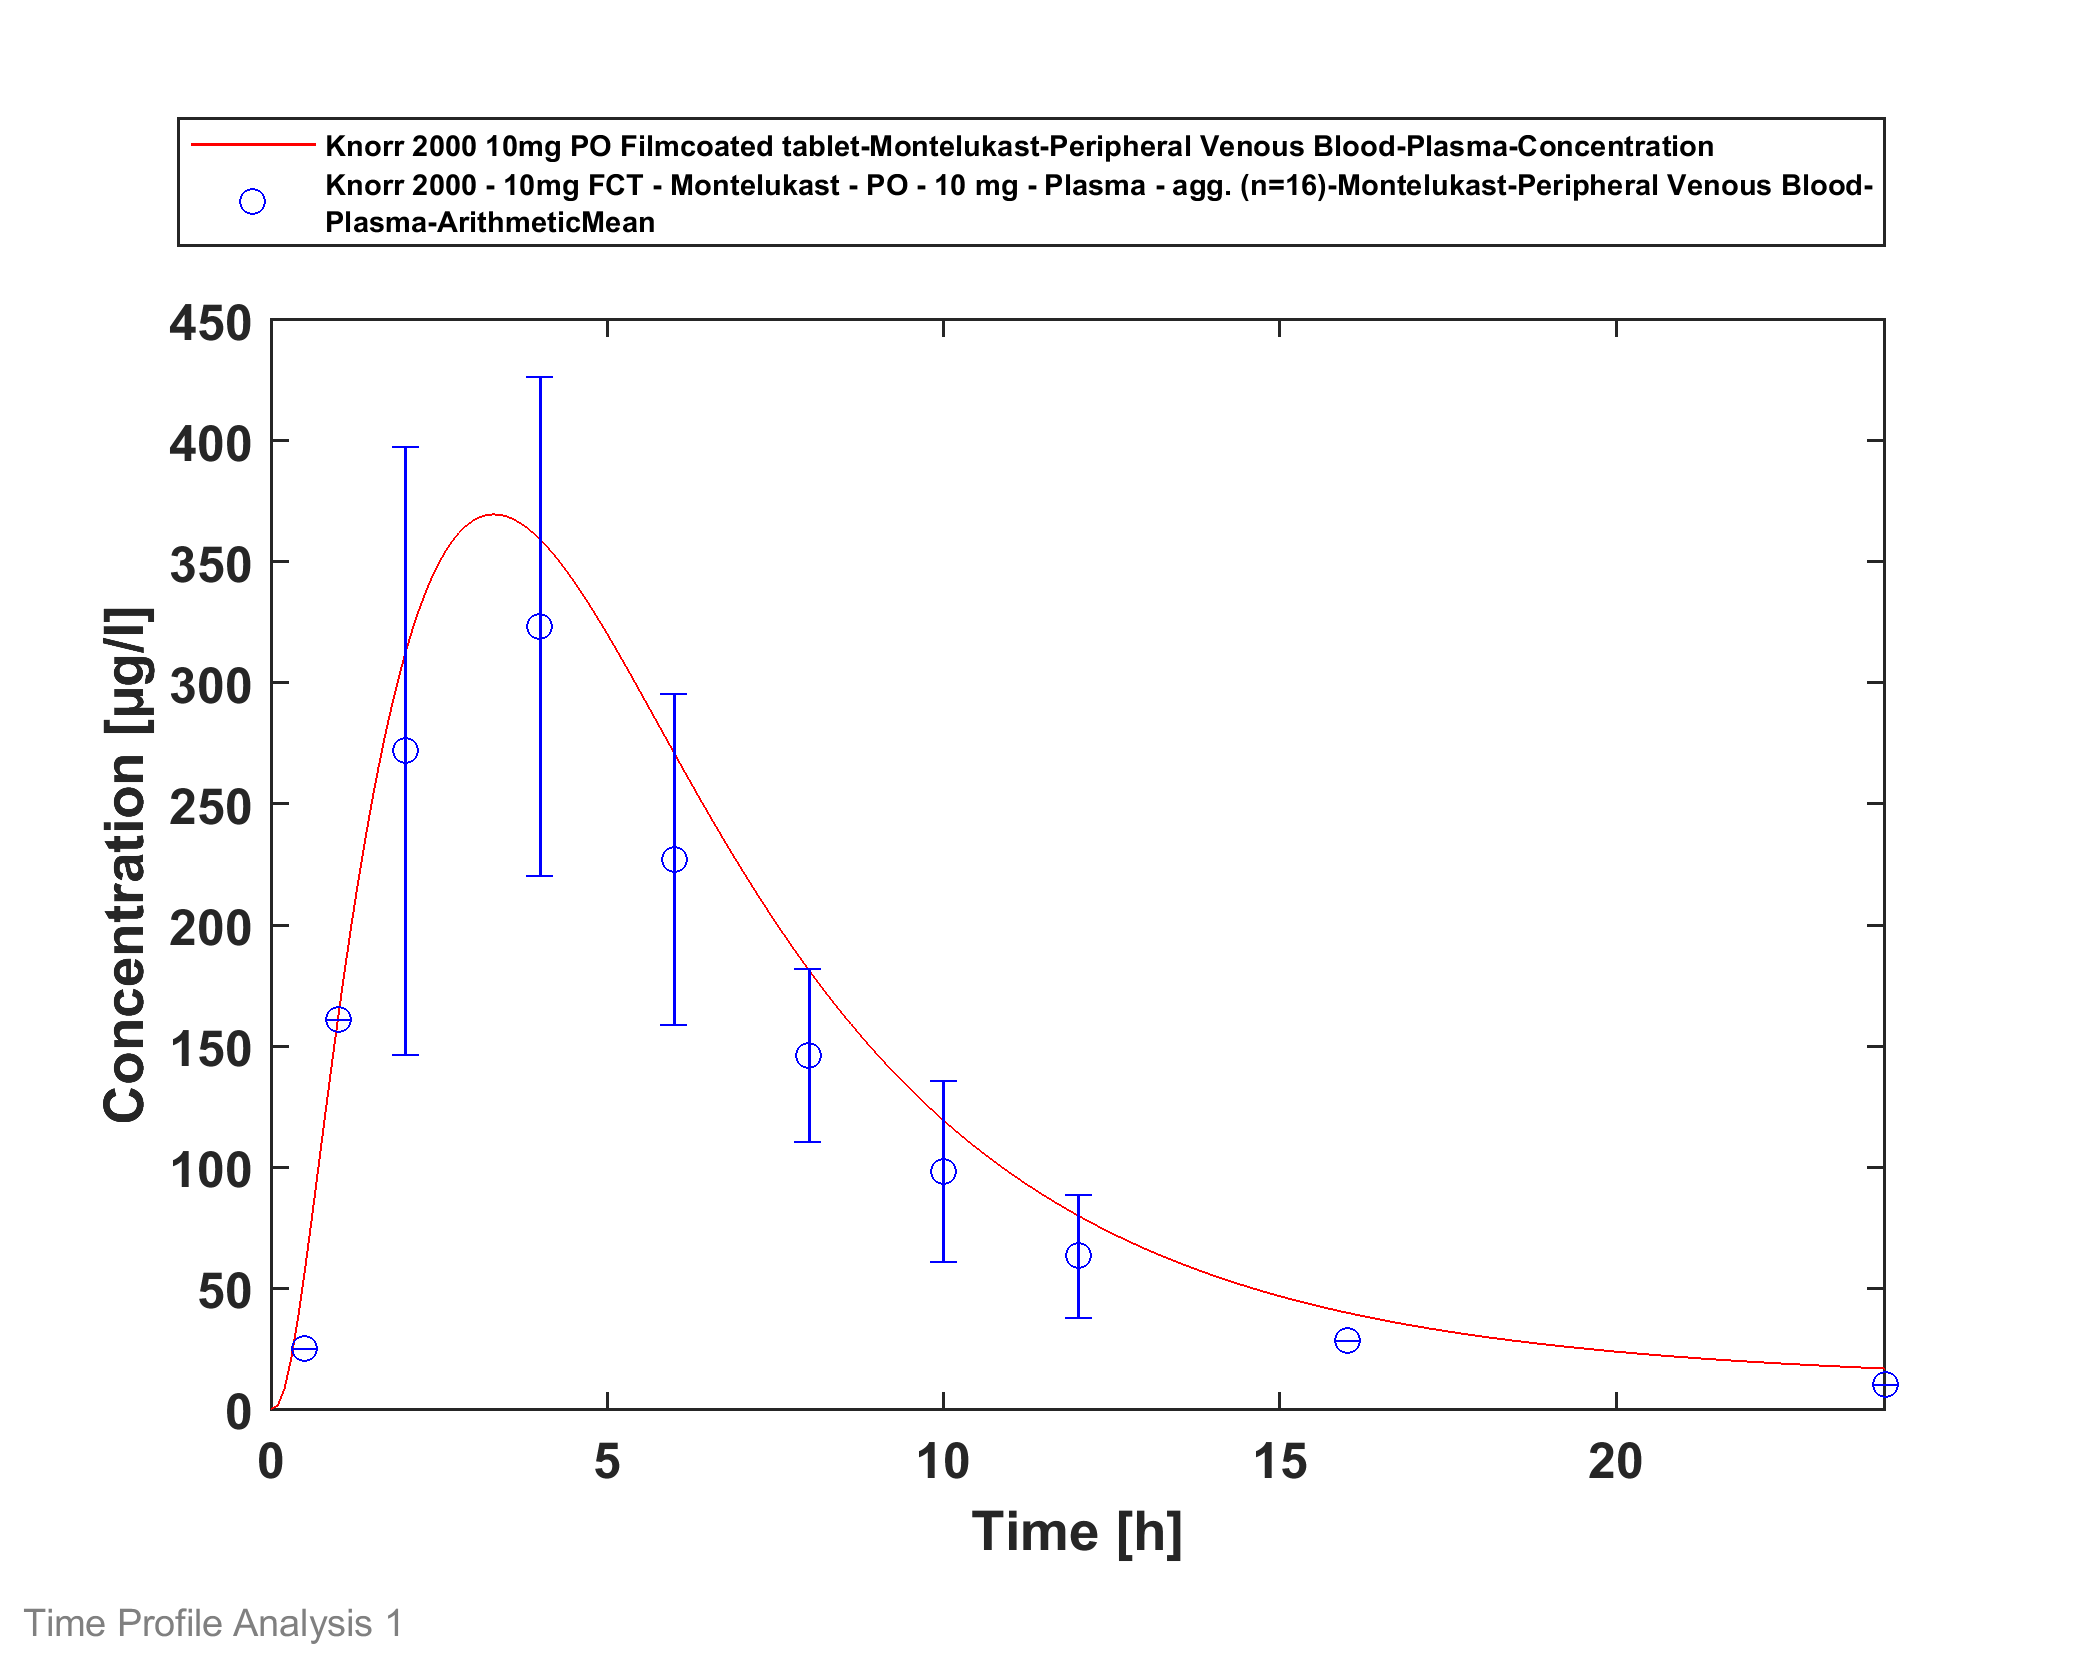 Knorr 2000 10mg PO Filmcoated tablet-Montelukast-Peripheral Venous Blood-Plasma-Concentration
Knorr 2000 - 10mg FCT - Montelukast - PO - 10 mg - Plasma - agg. (n=16)-Montelukast-Peripheral Venous Blood-
Plasma-ArithmeticMean
450
400
350
300
250
200
150
100
50
0
Concentration [µg/l]
0 5 10 15 20
Time [h]
Time Profile Analysis 1